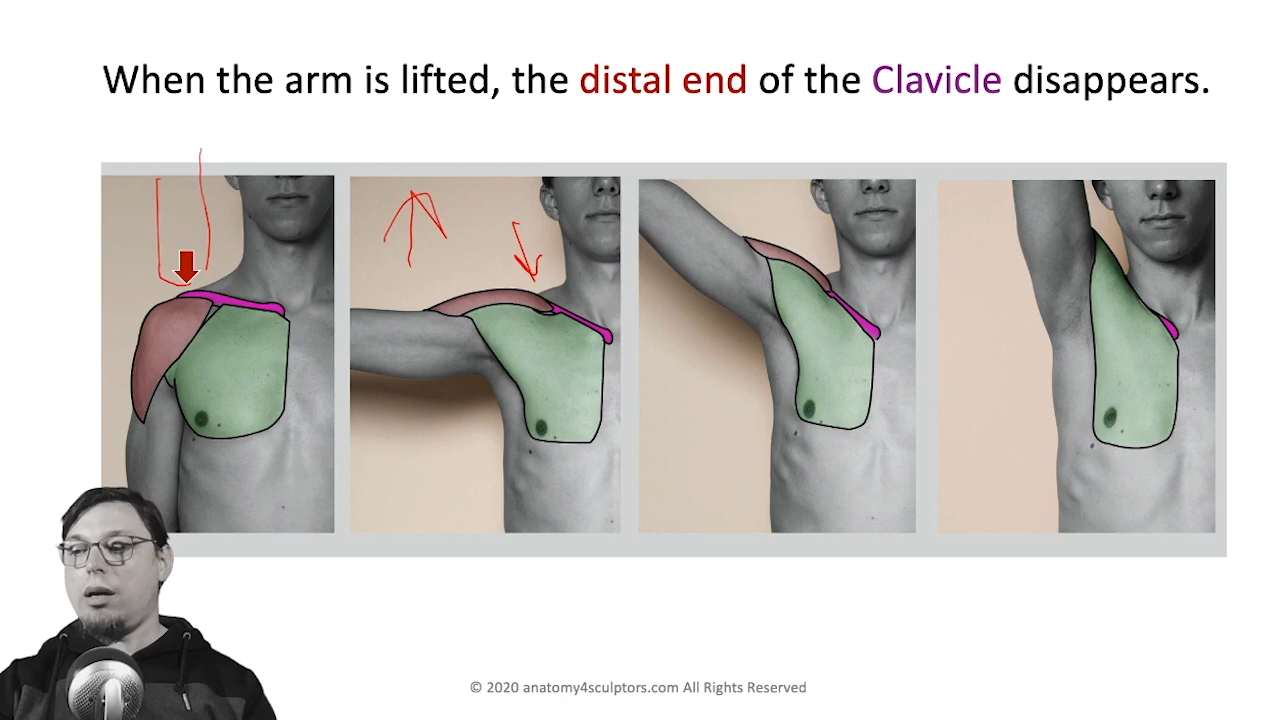 When the arm is lifted, the distal end of the Clavicle disappears.
© 2020 anatomy4sculptors.com All Rights Reserved